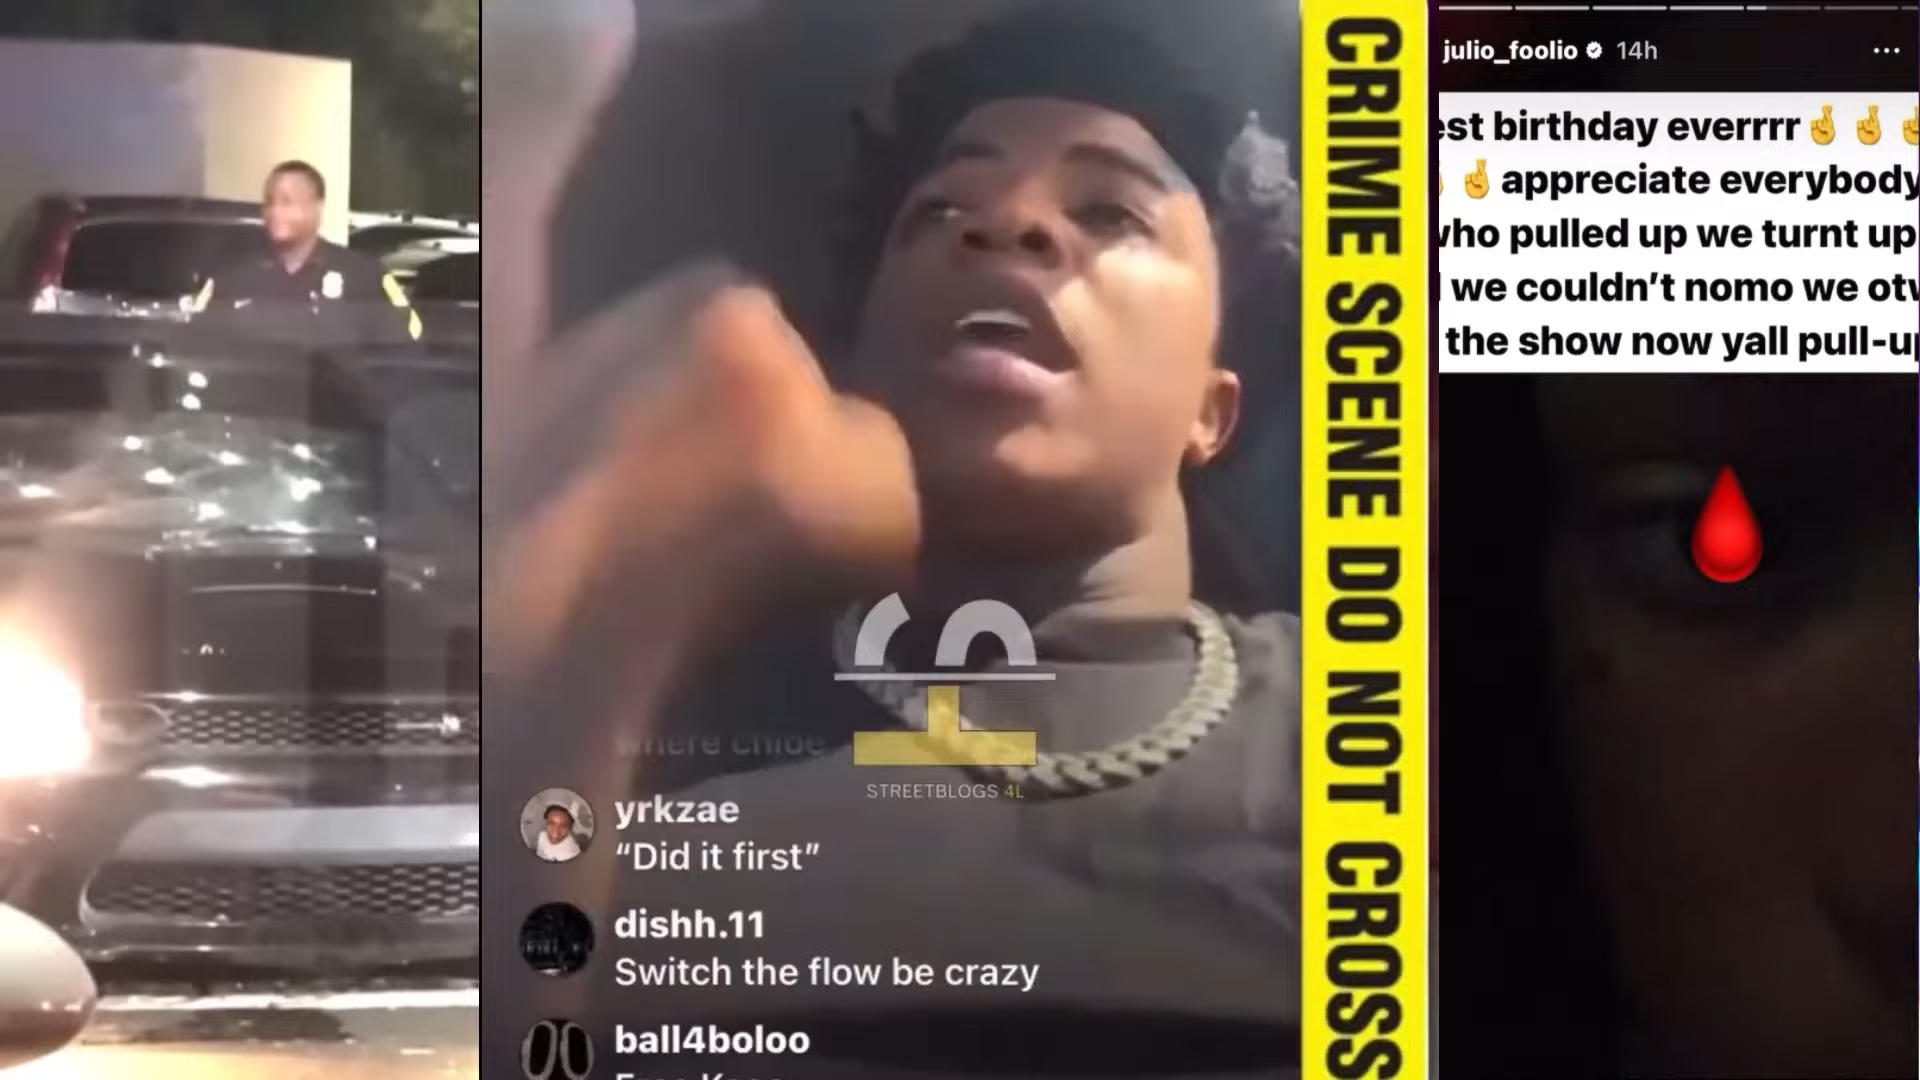 where chloe
STREETBLOGS 4L
yrkzae
“Did it first”
dishh.11
Switch the flow be crazy
ball4boloo
CRIME SCENE DO NOT CROSS
julio_foolio 14h
est birthday everrrr🤞🤞🤞
🤞🤞appreciate everybody
who pulled up we turnt up
we couldn’t nomo we otw
the show now yall pull-up